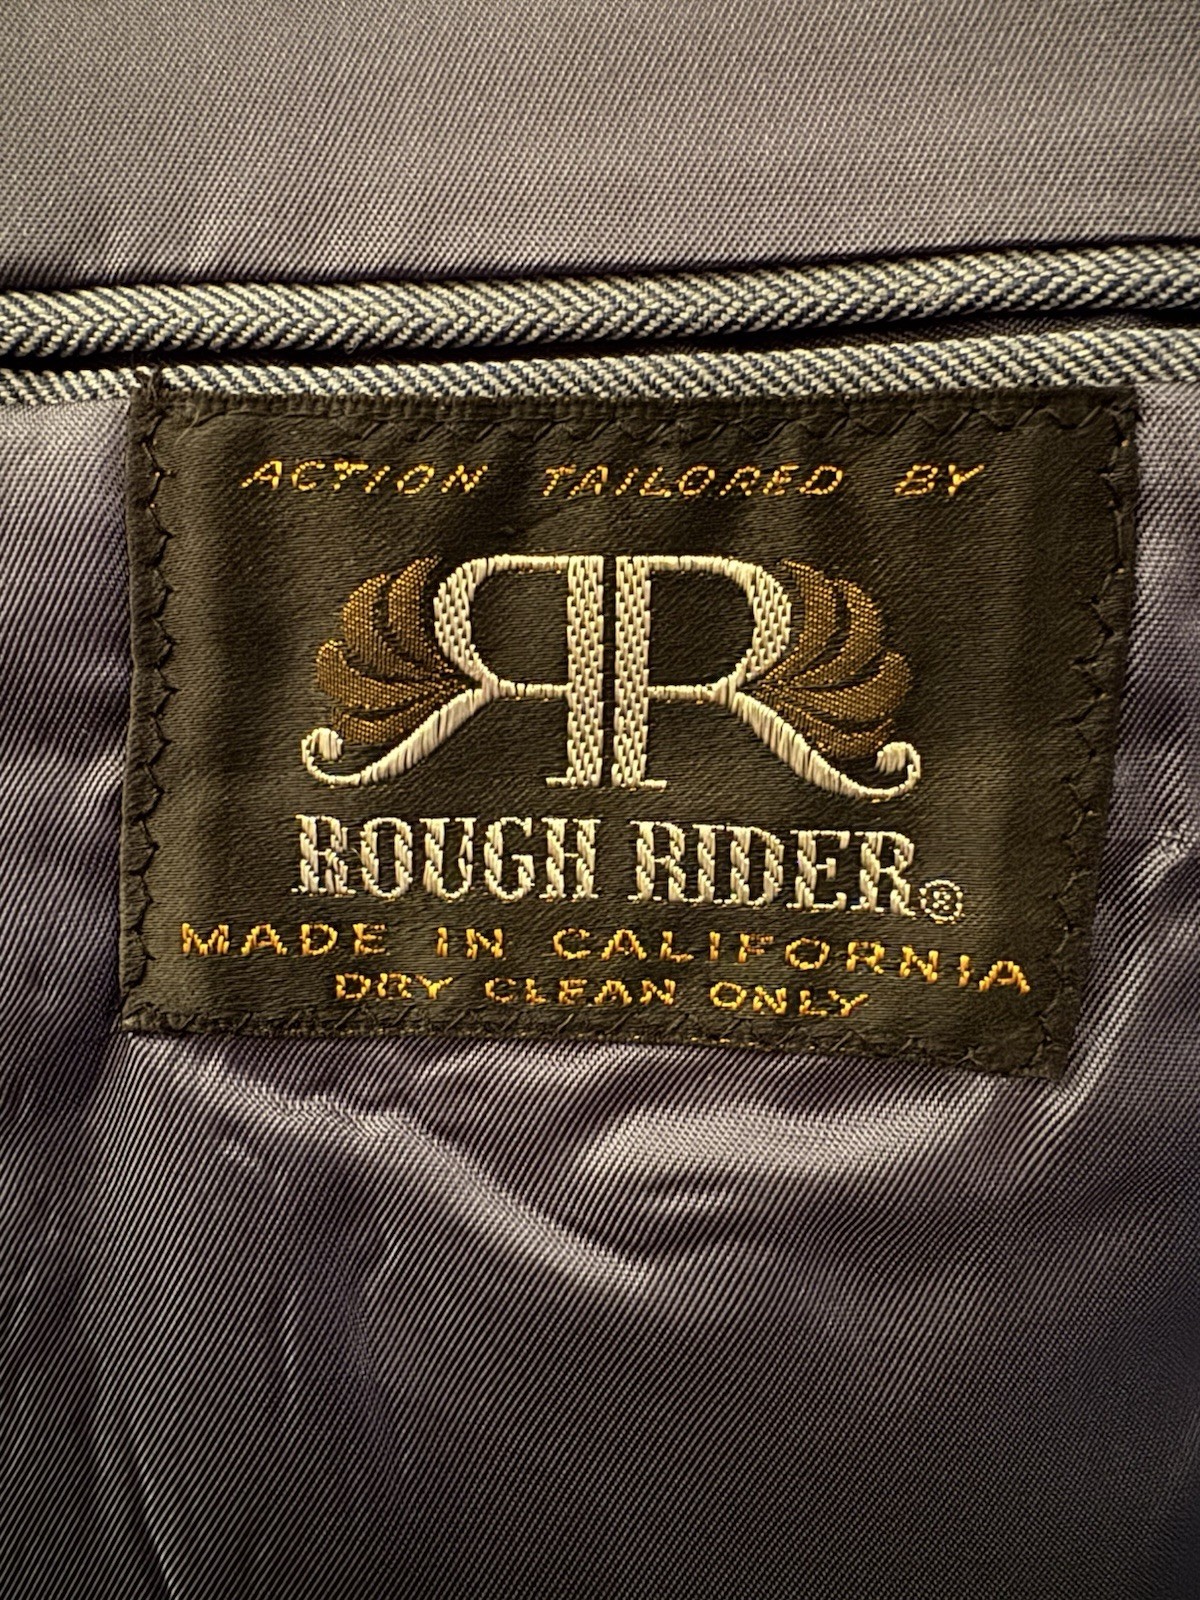 ACTION TAILORED BY
RR
ROUGH RIDER®
MADE IN CALIFORNIA
DRY CLEAN ONLY